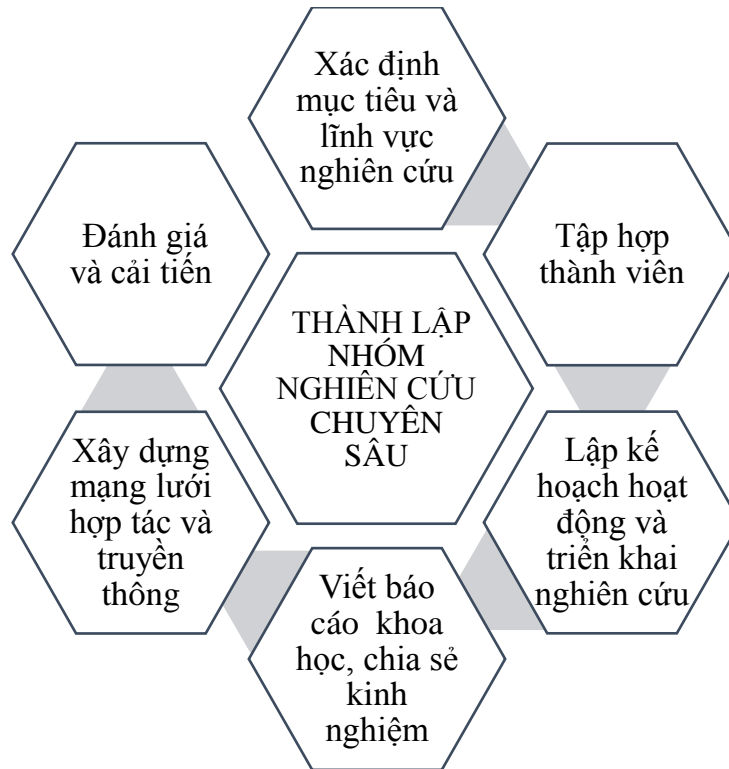 Xác định
mục tiêu và
lĩnh vực
nghiên cứu
Tập hợp
thành viên
Lập kế
hoạch hoạt
động và
triển khai
nghiên cứu
Viết báo
cáo khoa
học, chia sẻ
kinh
nghiệm
Xây dựng
mạng lưới
hợp tác và
truyền
thông
Đánh giá
và cải tiến
THÀNH LẬP
NHÓM
NGHIÊN CỨU
CHUYÊN
SÂU